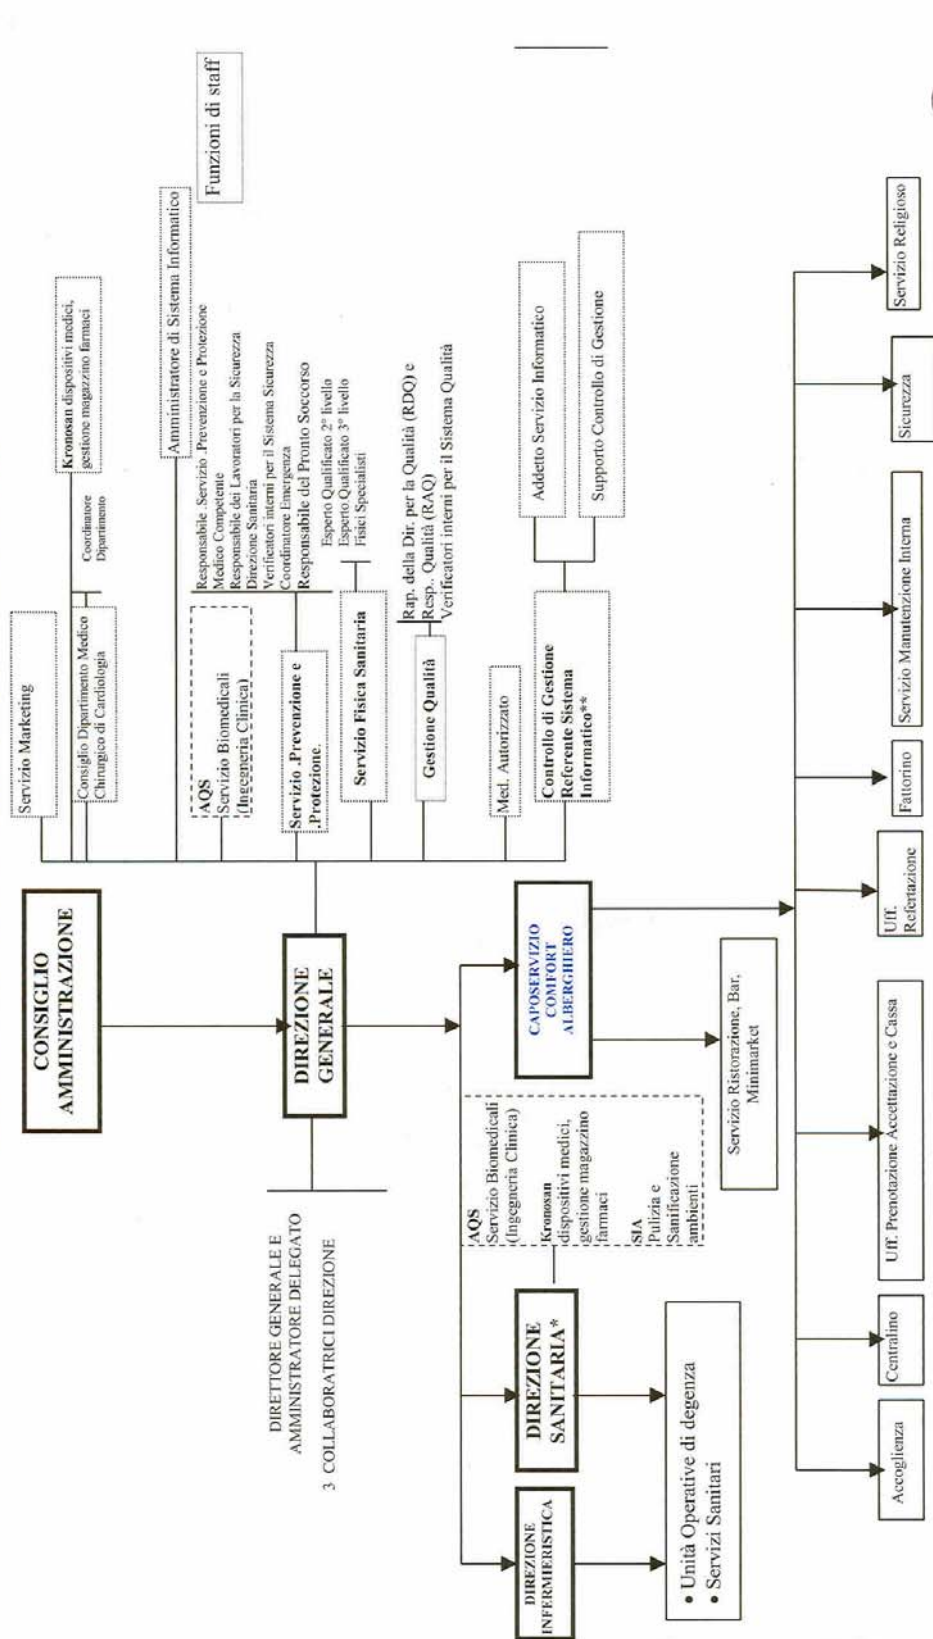 CONSIGLIO
AMMINISTRAZIONE
DIREZIONE
GENERALE
DIRETTORE GENERALE E
AMMINISTRATORE DELEGATO
3 COLLABORATRICI DIREZIONE
Servizio Marketing
Kronosan dispositivi medici,
gestione magazzino farmaci
Consiglio Dipartimento Medico
Chirurgico di Cardiologia
Coordinatore
Dipartimento
Amministratore di Sistema Informatico
Funzioni di staff
AQS
Servizio Biomedicali
(Ingegneria Clinica)
Responsabile .Servizio .Prevenzione e Protezione
Medico Competente
Responsabile dei Lavoratori per la Sicurezza
Direzione Sanitaria
Verificatori interni per il Sistema Sicurezza
Coordinatore Emergenza
Responsabile del Pronto Soccorso
Servizio .Prevenzione e
.Protezione.
Esperto Qualificato 2° livello
Esperto Qualificato 3° livello
Fisici Specialisti
Servizio Fisica Sanitaria
Rap. della Dir. per la Qualità (RDQ) e
Resp.. Qualità (RAQ)
Verificatori interni per il Sistema Qualità
Gestione Qualità
Med. Autorizzato
Controllo di Gestione
Referente Sistema
Informatico**
Addetto Servizio Informatico
Supporto Controllo di Gestione
DIREZIONE
INFERMIERISTICA
DIREZIONE
SANITARIA*
AQS
Servizio Biomedicali
(Ingegneria Clinica)
Kronosan
dispositivi medici,
gestione magazzino
farmaci
SIA
Pulizia e
Sanificazione
ambienti
CAPOSERVIZIO
COMFORT
ALBERGHIERO
• Unità Operative di degenza
• Servizi Sanitari
Servizio Ristorazione, Bar,
Minimarket
Accoglienza
Centralino
Uff. Prenotazione Accettazione e Cassa
Uff.
Refertazione
Fattorino
Servizio Manutenzione Interna
Sicurezza
Servizio Religioso